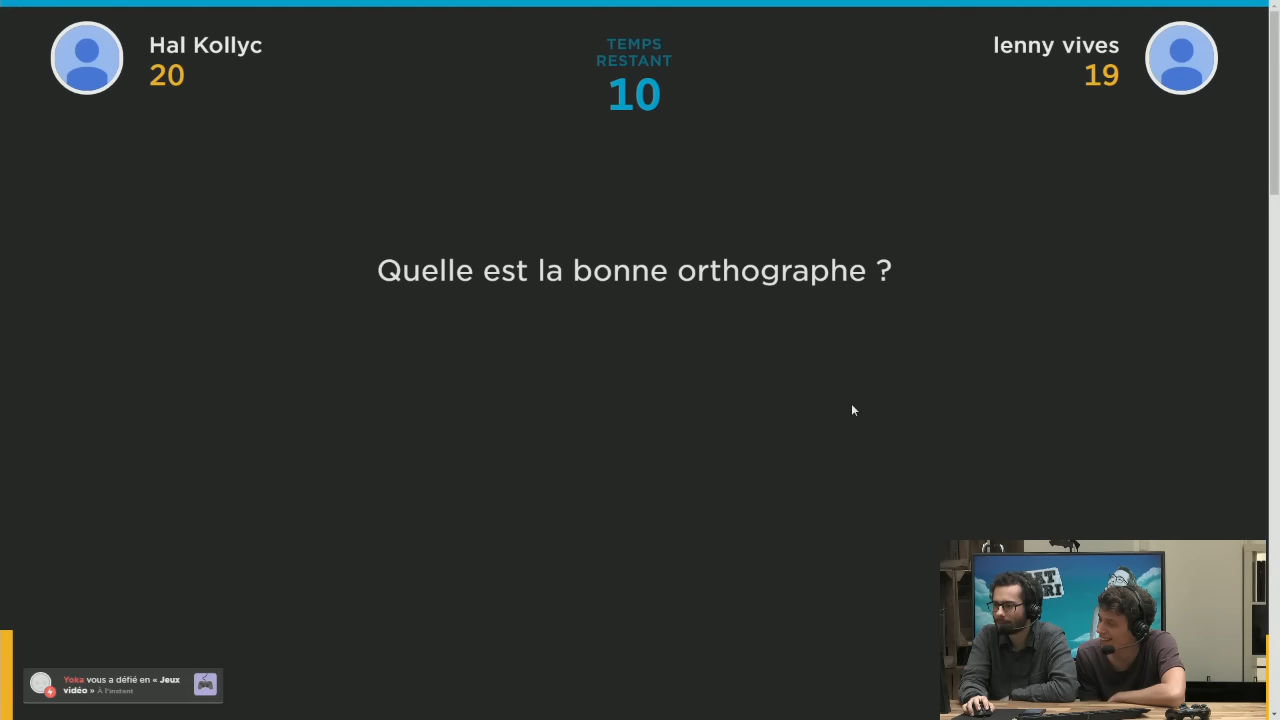 Hal Kollyc
20
TEMPS
RESTANT
10
lenny vives
19
Quelle est la bonne orthographe ?
Yoka vous a défié en « Jeux
vidéo » À l'instant